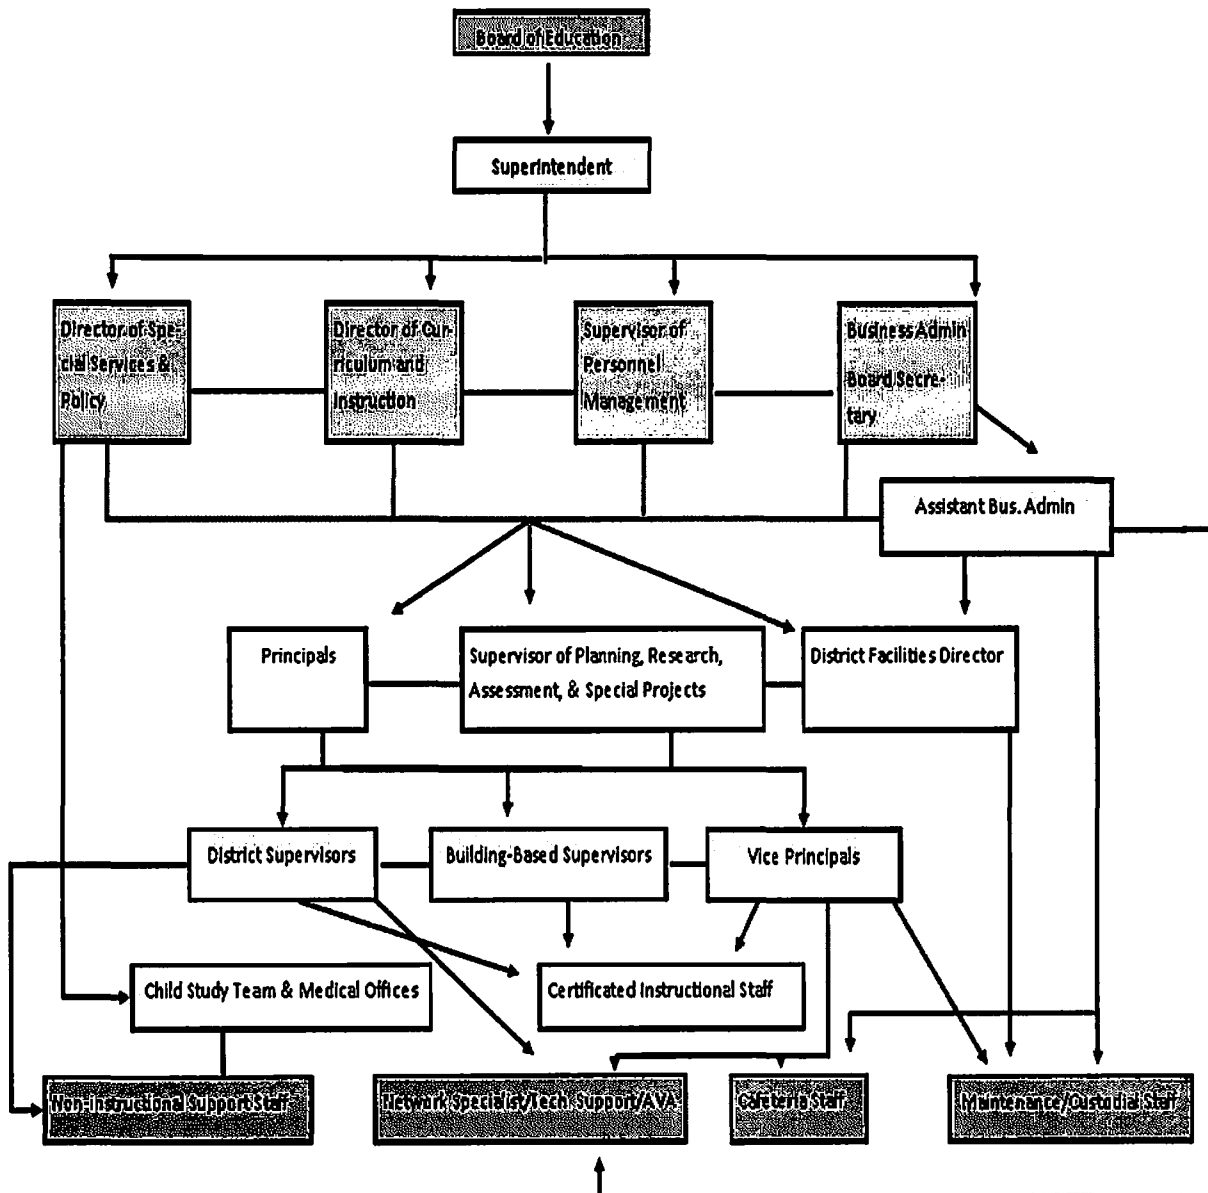 Board of Education
Superintendent
Director of Spe-
cial Services &
Policy
Director of Cur-
riculum and
Instruction
Supervisor of
Personnel
Management
Business Admin
Board Secre-
tary
Assistant Bus. Admin
Principals
Supervisor of Planning, Research,
Assessment, & Special Projects
District Facilities Director
District Supervisors
Building-Based Supervisors
Vice Principals
Child Study Team & Medical Offices
Certificated Instructional Staff
Non-Instructional Support Staff
Network Specialist/Tech. Support/AVA
Cafeteria Staff
Maintenance/Custodial Staff